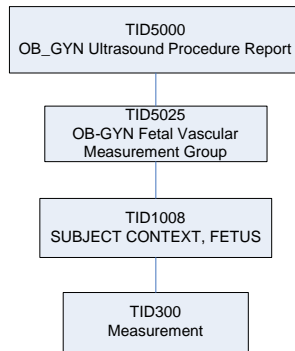 TID5000
OB_GYN Ultrasound Procedure Report
TID5025
OB-GYN Fetal Vascular
Measurement Group
TID1008
SUBJECT CONTEXT, FETUS
TID300
Measurement